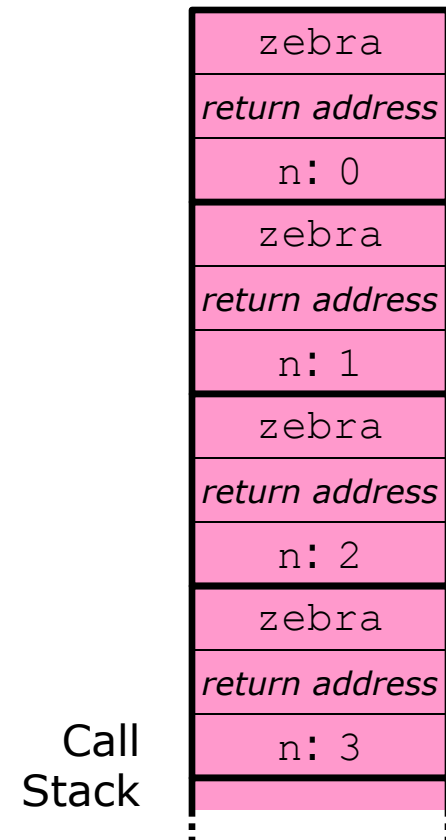 zebra
return address
n: 0
zebra
return address
n: 1
zebra
return address
n: 2
zebra
return address
n: 3
Call
Stack